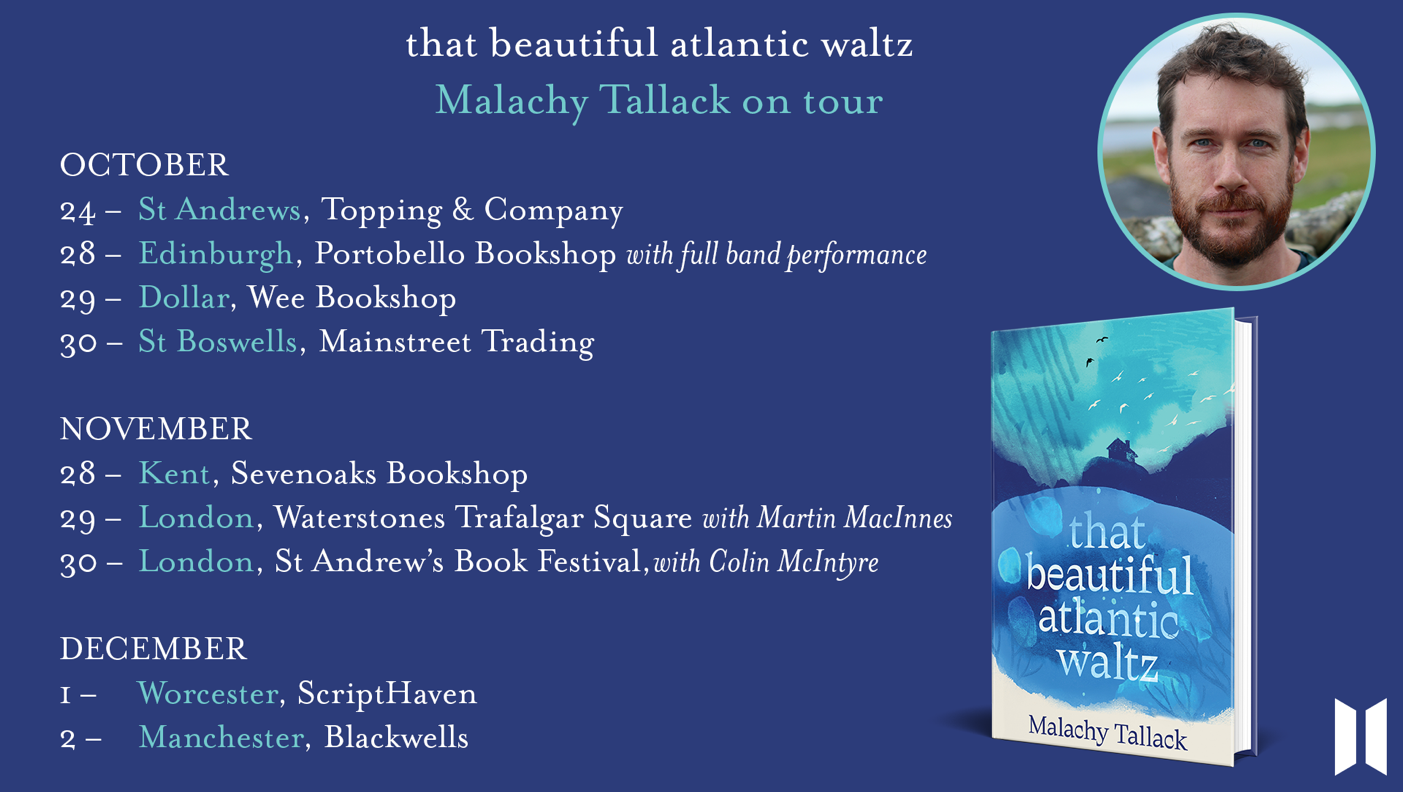 that beautiful atlantic waltz
Malachy Tallack on tour
OCTOBER
24 – St Andrews, Topping & Company
28 – Edinburgh, Portobello Bookshop with full band performance
29 – Dollar, Wee Bookshop
30 – St Boswells, Mainstreet Trading
NOVEMBER
28 – Kent, Sevenoaks Bookshop
29 – London, Waterstones Trafalgar Square with Martin MacInnes
30 – London, St Andrew’s Book Festival, with Colin McIntyre
DECEMBER
1 – Worcester, ScriptHaven
2 – Manchester, Blackwells
that
beautiful
atlantic
waltz
Malachy Tallack